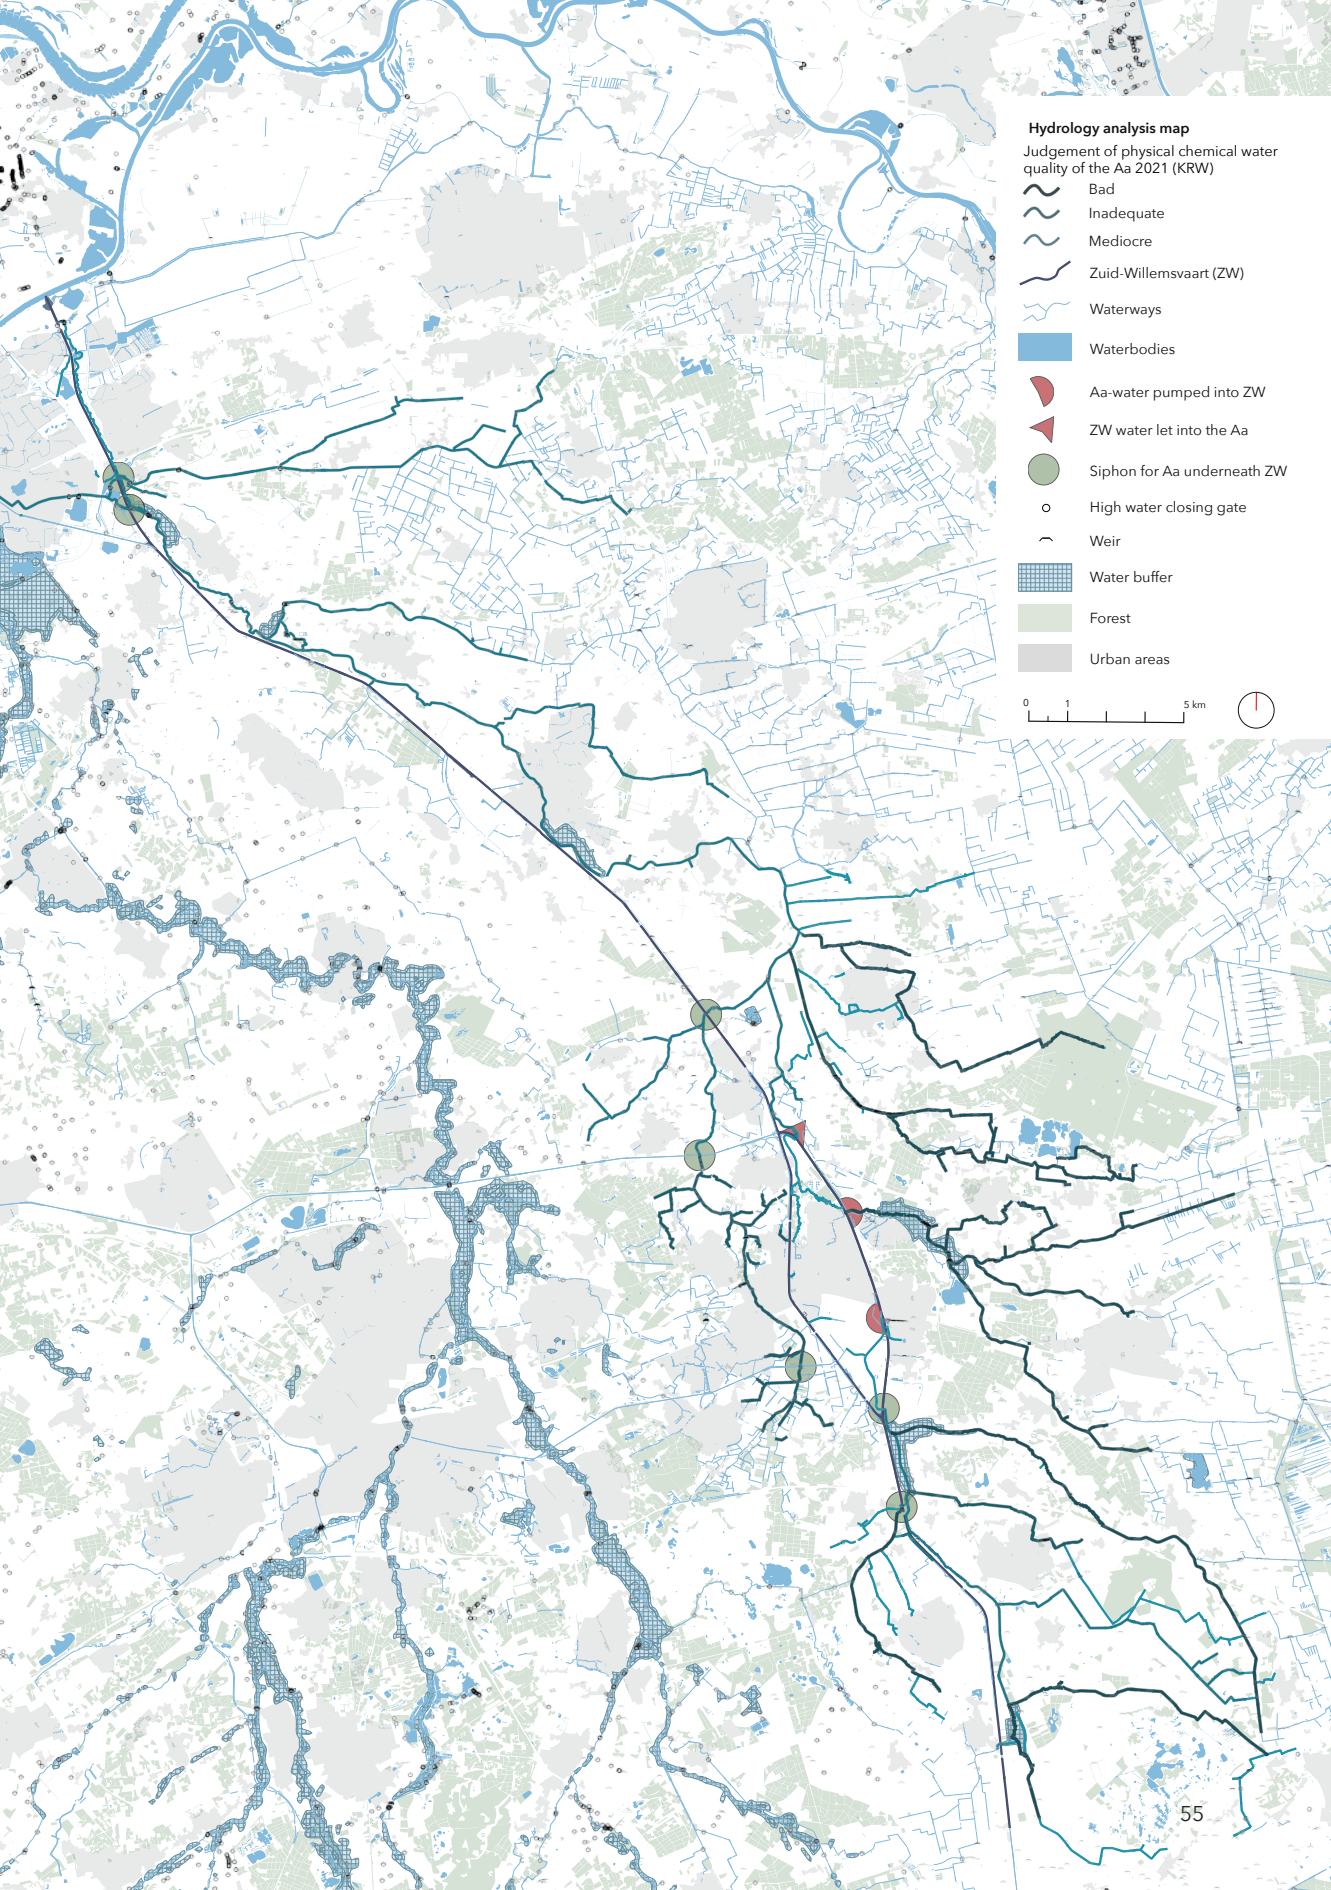 Hydrology analysis map
Judgement of physical chemical water
quality of the Aa 2021 (KRW)
Bad
Inadequate
Mediocre
Zuid-Willemsvaart (ZW)
Waterways
Waterbodies
Aa-water pumped into ZW
ZW water let into the Aa
Siphon for Aa underneath ZW
High water closing gate
Weir
Water buffer
Forest
Urban areas
0 1 5 km
55